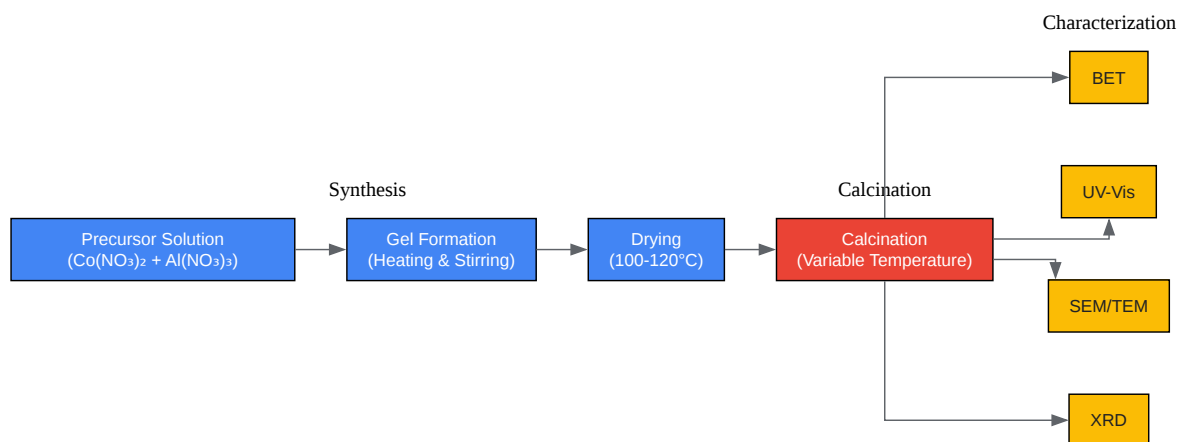 Characterization
BET
Synthesis
Calcination
UV-Vis
Precursor Solution
(Co(NO₃)₂ + Al(NO₃)₃)
Gel Formation
(Heating & Stirring)
Drying
(100-120°C)
Calcination
(Variable Temperature)
SEM/TEM
XRD